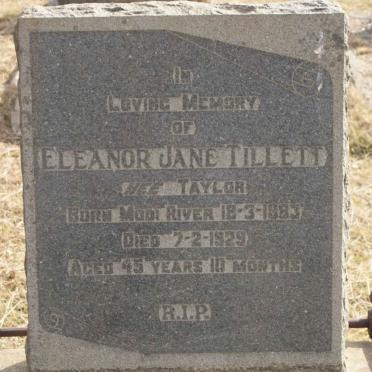 In
Loving Memory
of
Eleanor Jane Tillett
née Taylor
Born Mooi River 18-3-1883
Died 7-2-1929
Aged 45 years 10 months
R.I.P.